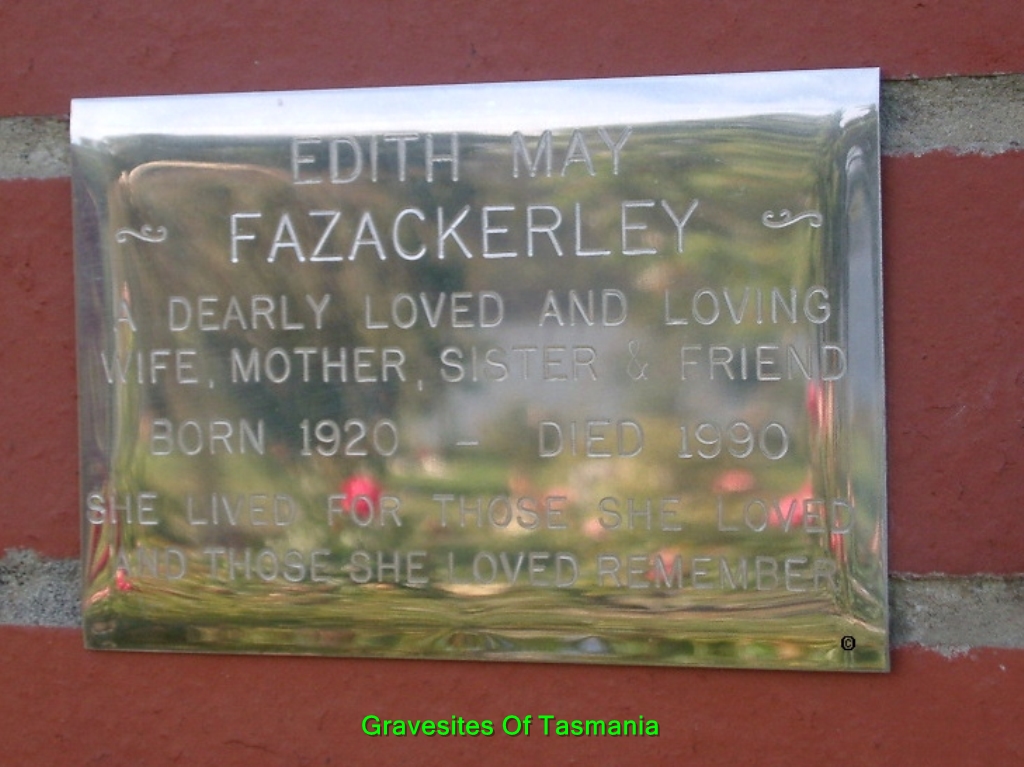 EDITH MAY
FAZACKERLEY
A DEARLY LOVED AND LOVING
WIFE, MOTHER, SISTER & FRIEND
BORN 1920 - DIED 1990
SHE LIVED FOR THOSE SHE LOVED
AND THOSE SHE LOVED REMEMBER
©
Gravesites Of Tasmania